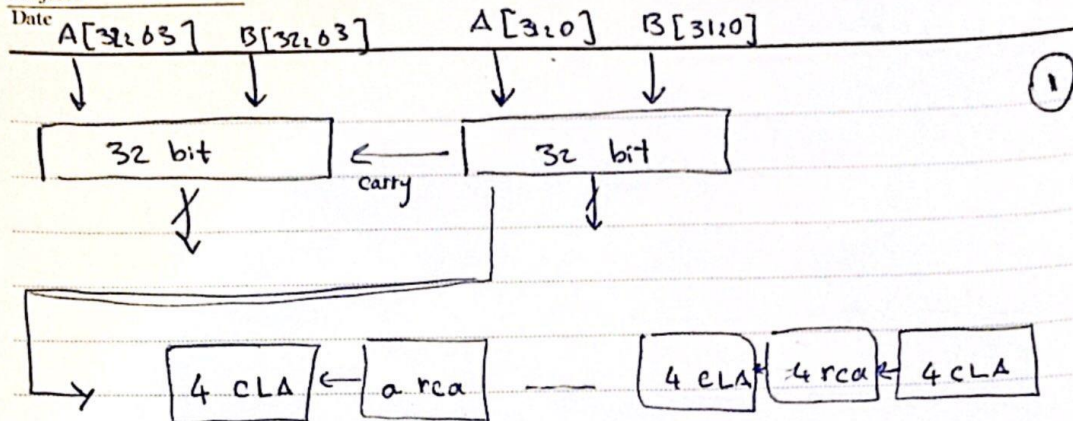 Date
A[32:63] B[32:63] A[31:0] B[31:0]
1
32 bit 32 bit
carry
4 CLA a rca 4 CLA 4 rca 4 CLA